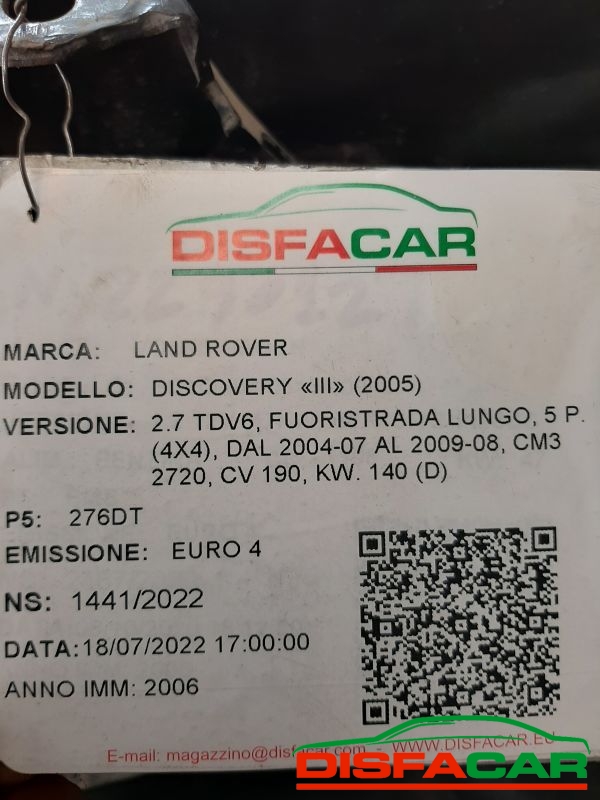 DISFACAR
MARCA: LAND ROVER
MODELLO: DISCOVERY «III» (2005)
VERSIONE: 2.7 TDV6, FUORISTRADA LUNGO, 5 P.
(4X4), DAL 2004-07 AL 2009-08, CM3
2720, CV 190, KW. 140 (D)
P5: 276DT
EMISSIONE: EURO 4
NS: 1441/2022
DATA:18/07/2022 17:00:00
ANNO IMM: 2006
E-mail: magazzino@disfacar.com - WWW.DISFACAR.EU
DISFACAR